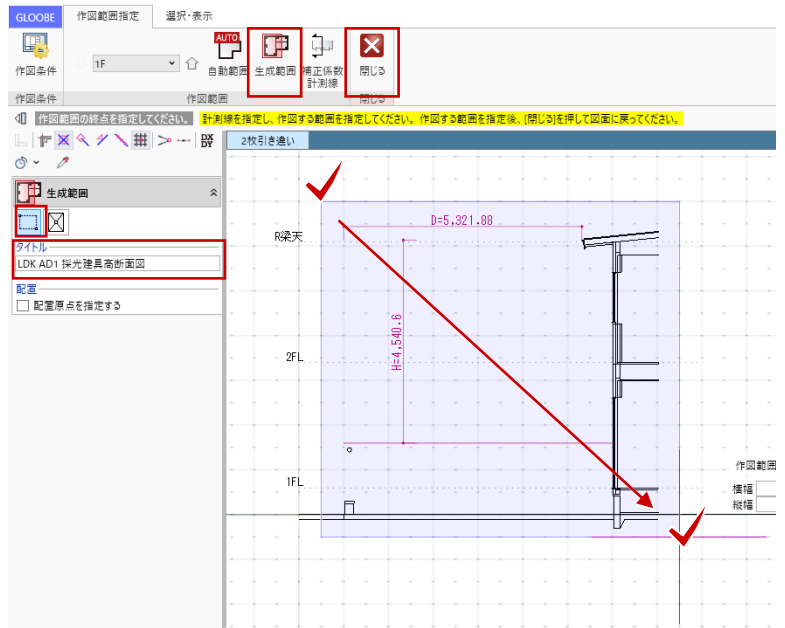 GLOOBE 作図範囲指定 選択･表示
作図条件 1F AUTO 自動範囲 生成範囲 補正係数 閉じる
計測線
作図条件 作図範囲 閉じる
作図範囲の終点を指定してください。 計測線を指定し、作図する範囲を指定してください。作図する範囲を指定後、[閉じる]を押して図面に戻ってください。
DX
DY
2枚引き違い
生成範囲
タイトル
LDK AD1 採光建具高断面図
配置
配置原点を指定する
D=5,321.88
R梁天
H=4,540.6
2FL
1FL
作図範囲
横幅
縦幅